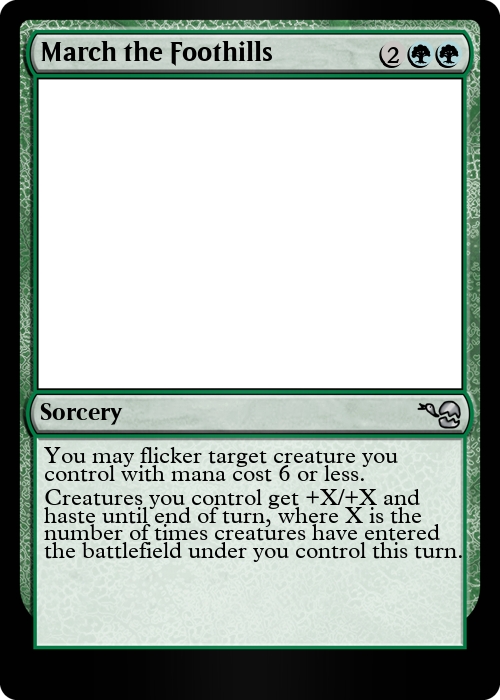 March the Foothills
2
Sorcery
You may flicker target creature you
control with mana cost 6 or less.
Creatures you control get +X/+X and
haste until end of turn, where X is the
number of times creatures have entered
the battlefield under you control this turn.